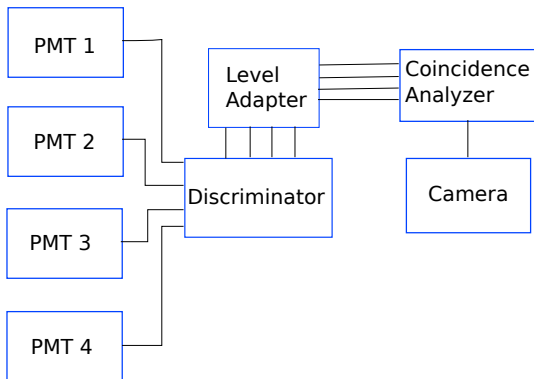 PMT 1
PMT 2
PMT 3
PMT 4
Level
Adapter
Discriminator
Coincidence
Analyzer
Camera